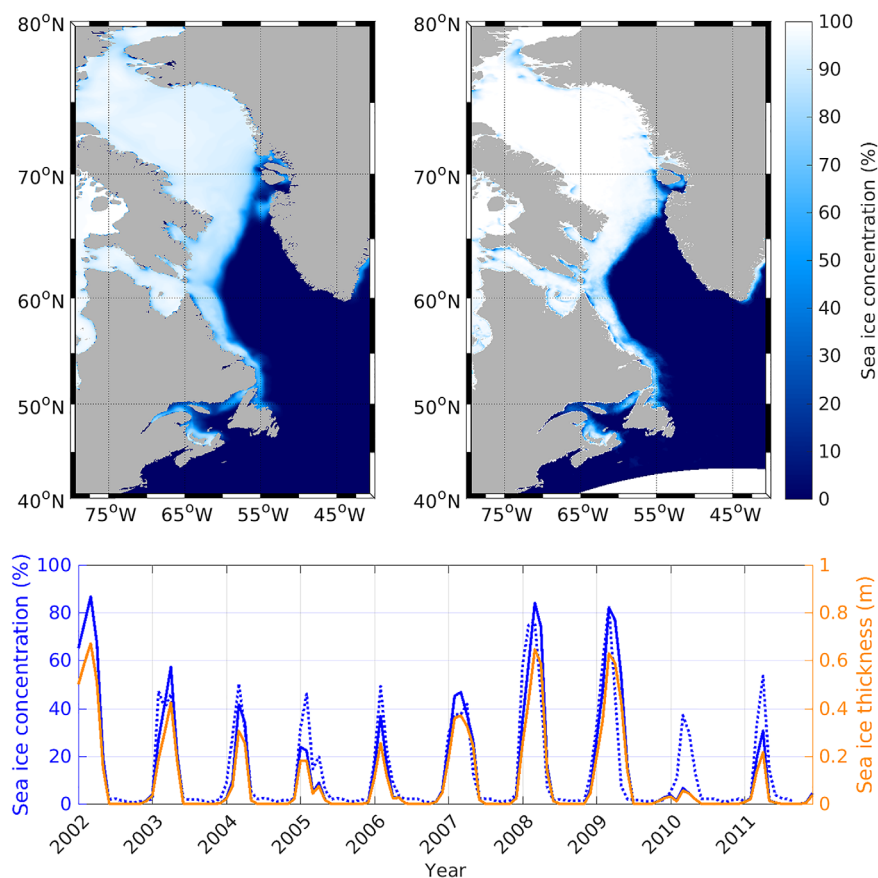 80°N
70°N
60°N
50°N
40°N
75°W 65°W 55°W 45°W
80°N
70°N
60°N
50°N
40°N
75°W 65°W 55°W 45°W
100
90
80
70
60
50
40
30
20
10
0
Sea ice concentration (%)
Sea ice concentration (%)
100
80
60
40
20
0
1
0.8
0.6
0.4
0.2
0
Sea ice thickness (m)
2002 2003 2004 2005 2006 2007 2008 2009 2010 2011
Year